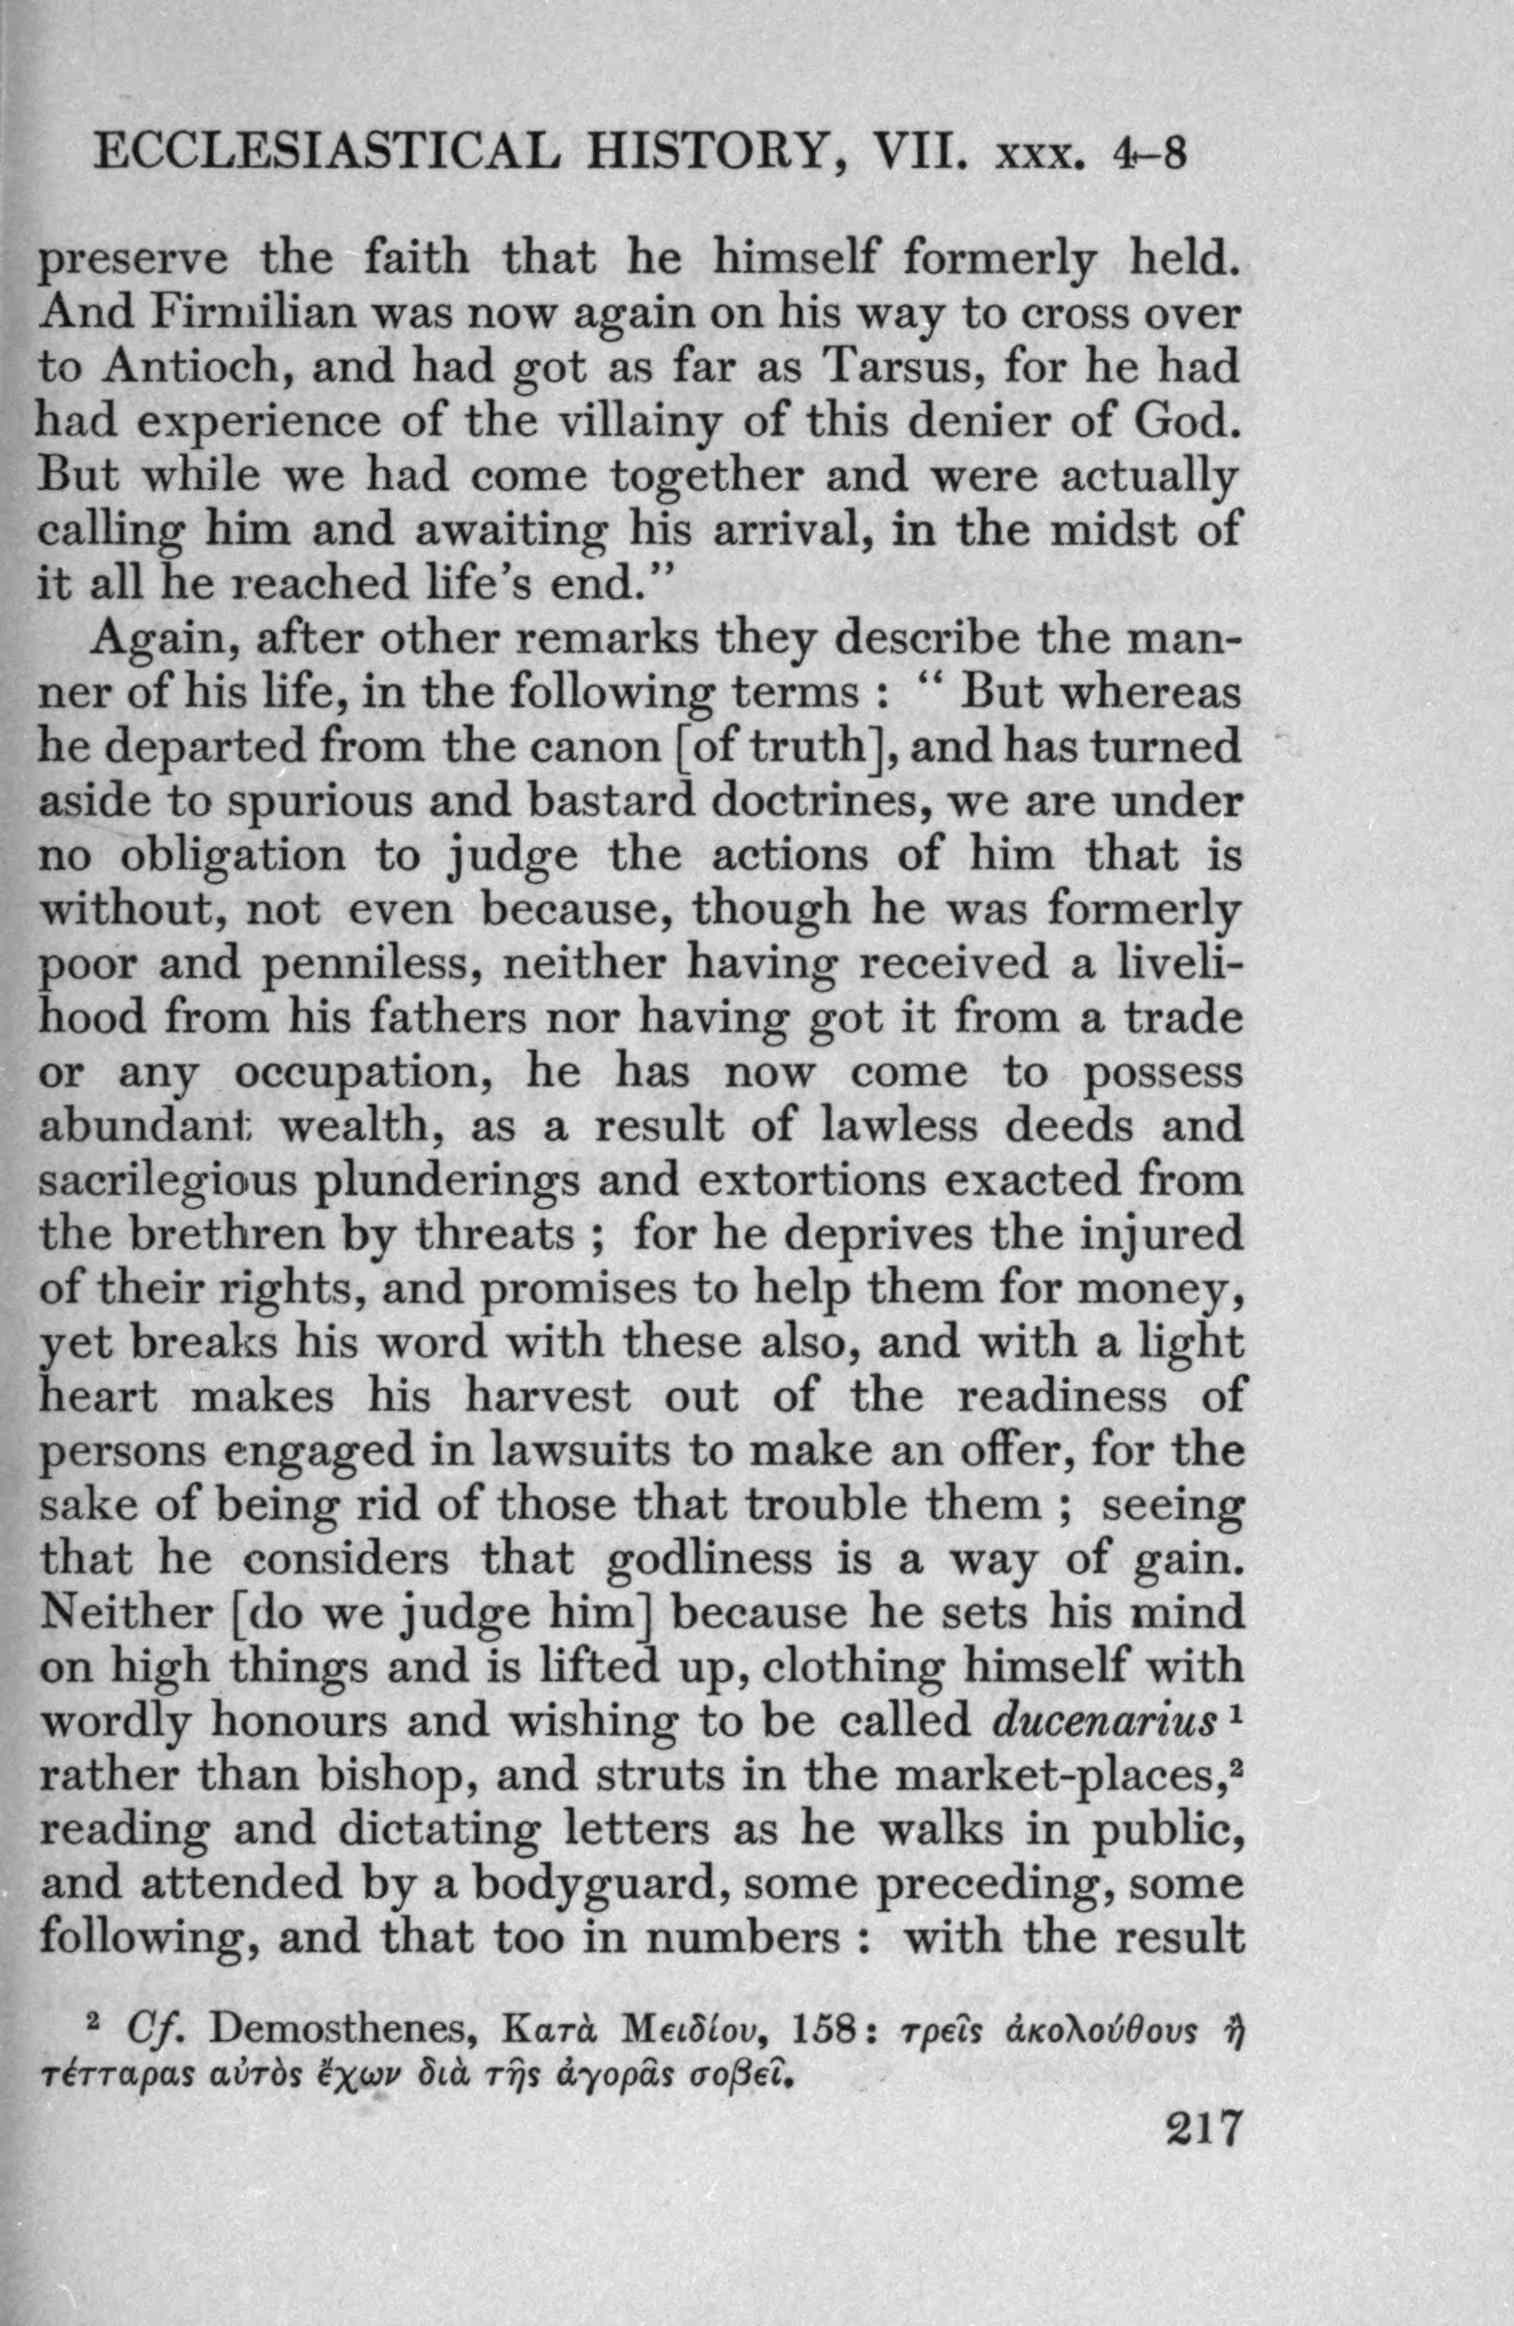 ECCLESIASTICAL HISTORY, VII. xxx. 4–8
preserve the faith that he himself formerly held.
And Firmilian was now again on his way to cross over
to Antioch, and had got as far as Tarsus, for he had
had experience of the villainy of this denier of God.
But while we had come together and were actually
calling him and awaiting his arrival, in the midst of
it all he reached life's end.”
Again, after other remarks they describe the man-
ner of his life, in the following terms : “ But whereas
he departed from the canon [of truth], and has turned
aside to spurious and bastard doctrines, we are under
no obligation to judge the actions of him that is
without, not even because, though he was formerly
poor and penniless, neither having received a liveli-
hood from his fathers nor having got it from a trade
or any occupation, he has now come to possess
abundant wealth, as a result of lawless deeds and
sacrilegious plunderings and extortions exacted from
the brethren by threats ; for he deprives the injured
of their rights, and promises to help them for money,
yet breaks his word with these also, and with a light
heart makes his harvest out of the readiness of
persons engaged in lawsuits to make an offer, for the
sake of being rid of those that trouble them ; seeing
that he considers that godliness is a way of gain.
Neither [do we judge him] because he sets his mind
on high things and is lifted up, clothing himself with
wordly honours and wishing to be called ducenarius ¹
rather than bishop, and struts in the market-places,²
reading and dictating letters as he walks in public,
and attended by a bodyguard, some preceding, some
following, and that too in numbers : with the result
² Cf. Demosthenes, Κατὰ Μειδίου, 158: τρεῖς ἀκολούθους ἢ
τέτταρας αὐτὸς ἔχων διὰ τῆς ἀγορᾶς σοβεῖ.
217